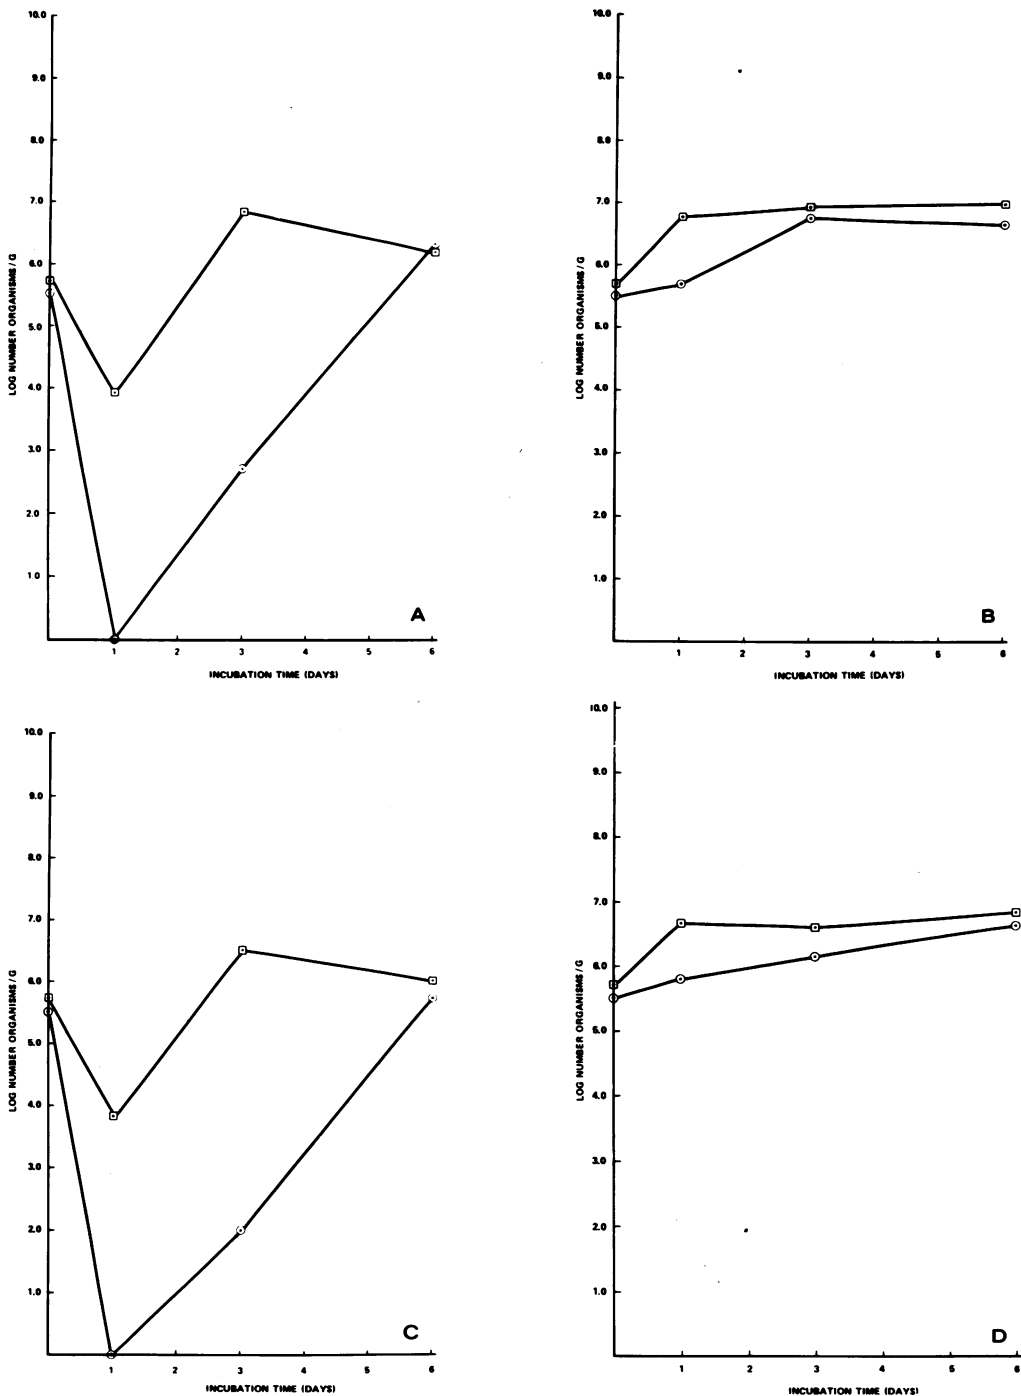 10.0
9.0
8.0
7.0
6.0
5.0
4.0
3.0
2.0
1.0
LOG NUMBER ORGANISMS/G
A
1 2 3 4 5 6
INCUBATION TIME (DAYS)
10.0
9.0
8.0
7.0
6.0
5.0
4.0
3.0
2.0
1.0
LOG NUMBER ORGANISMS/G
B
1 2 3 4 5 6
INCUBATION TIME (DAYS)
10.0
9.0
8.0
7.0
6.0
5.0
4.0
3.0
2.0
1.0
LOG NUMBER ORGANISMS/G
C
1 2 3 4 5 6
INCUBATION TIME (DAYS)
10.0
9.0
8.0
7.0
6.0
5.0
4.0
3.0
2.0
1.0
LOG NUMBER ORGANISMS/G
D
1 2 3 4 5 6
INCUBATION TIME (DAYS)